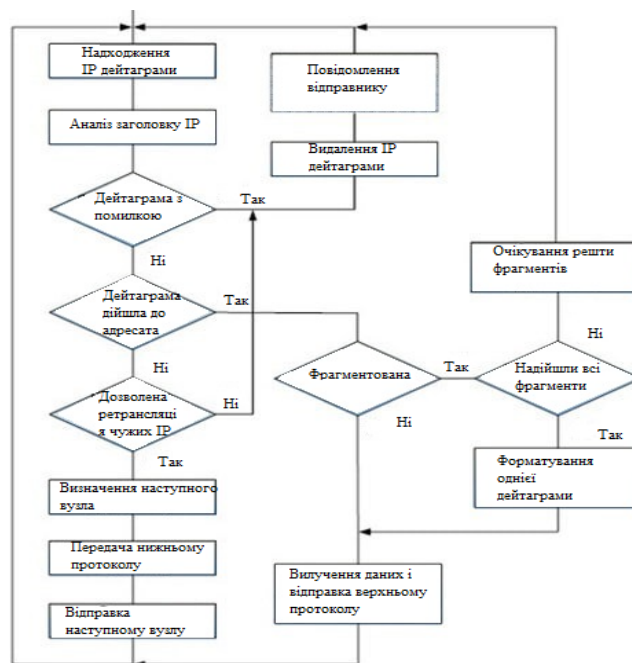 Надходження
IP дейтаграми
Аналіз заголовку IP
Дейтаграма з
помилкою
Так
Ні
Дейтаграма
дійшла до
адресата
Так
Ні
Дозволена
ретрансляці
я чужих IP
Ні
Так
Визначення наступного
вузла
Передача нижньому
протоколу
Відправка
наступному вузлу
Повідомлення
відправнику
Видалення IP
дейтаграми
Фрагментована
Так
Ні
Очікування решти
фрагментів
Ні
Надійшли всі
фрагменти
Так
Форматування
однієї
дейтаграми
Вилучення даних і
відправка верхньому
протоколу